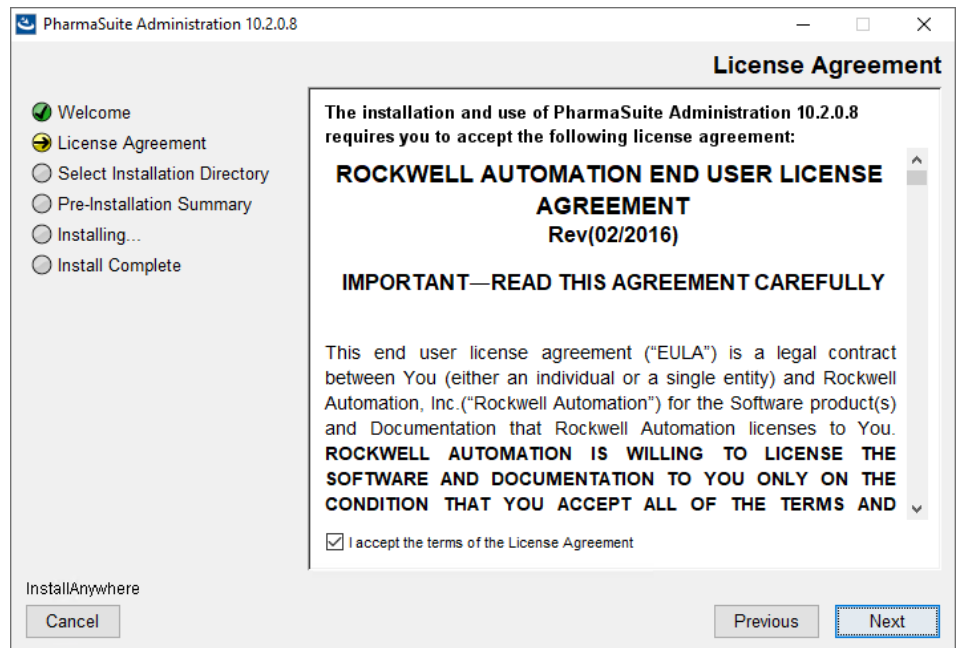 PharmaSuite Administration 10.2.0.8
License Agreement
Welcome
License Agreement
Select Installation Directory
Pre-Installation Summary
Installing...
Install Complete
The installation and use of PharmaSuite Administration 10.2.0.8
requires you to accept the following license agreement:
ROCKWELL AUTOMATION END USER LICENSE
AGREEMENT
Rev(02/2016)
IMPORTANT—READ THIS AGREEMENT CAREFULLY
This end user license agreement (“EULA”) is a legal contract
between You (either an individual or a single entity) and Rockwell
Automation, Inc.(“Rockwell Automation”) for the Software product(s)
and Documentation that Rockwell Automation licenses to You.
ROCKWELL AUTOMATION IS WILLING TO LICENSE THE
SOFTWARE AND DOCUMENTATION TO YOU ONLY ON THE
CONDITION THAT YOU ACCEPT ALL OF THE TERMS AND
I accept the terms of the License Agreement
InstallAnywhere
Cancel
Previous
Next